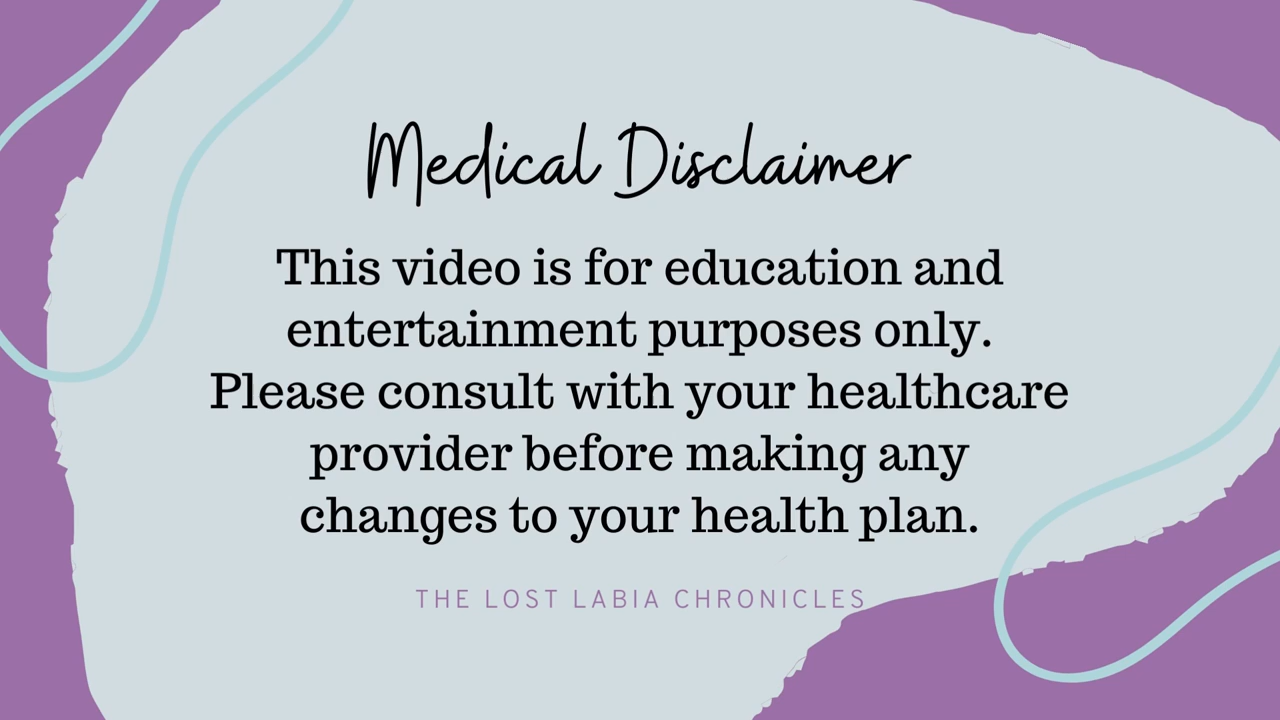 Medical Disclaimer
This video is for education and
entertainment purposes only.
Please consult with your healthcare
provider before making any
changes to your health plan.
THE LOST LABIA CHRONICLES